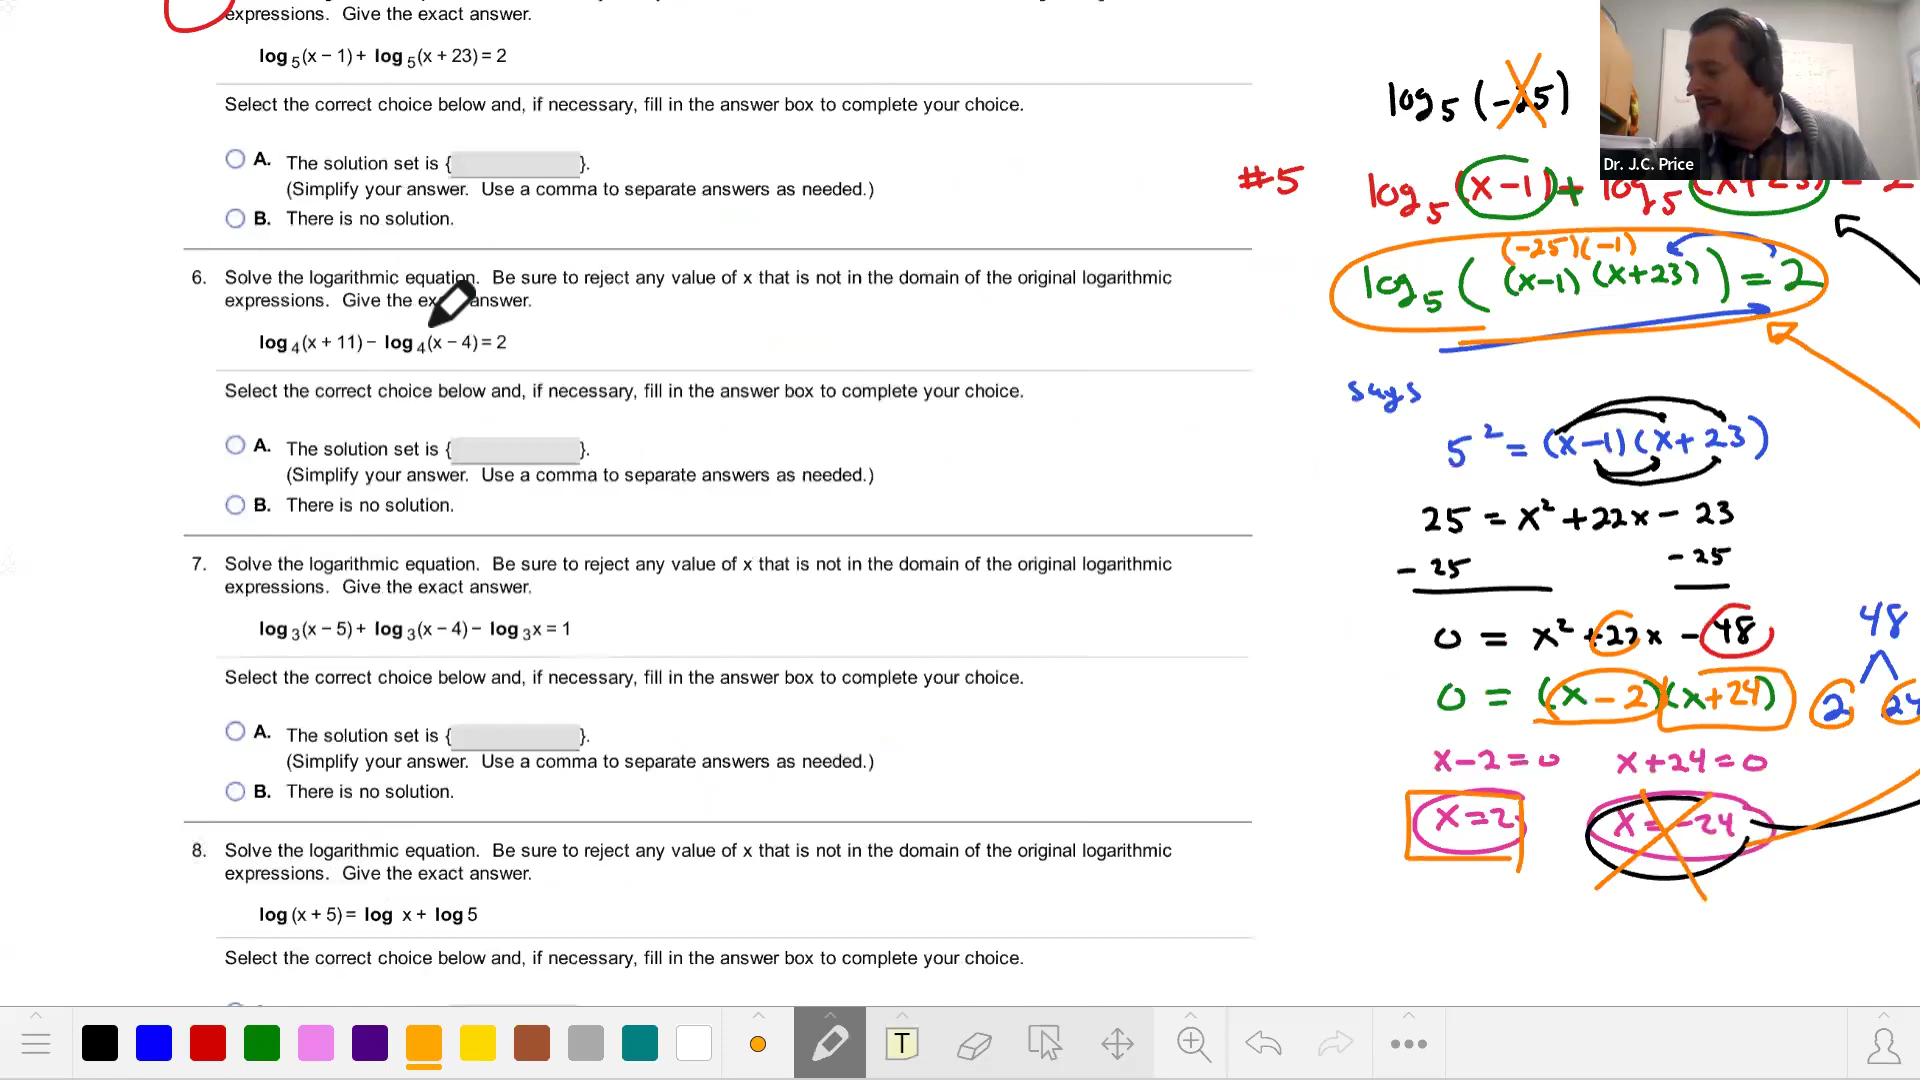 expressions. Give the exact answer.
log 5(x − 1) + log 5(x + 23) = 2
Select the correct choice below and, if necessary, fill in the answer box to complete your choice.
A. The solution set is { }.
(Simplify your answer. Use a comma to separate answers as needed.)
B. There is no solution.
6. Solve the logarithmic equation. Be sure to reject any value of x that is not in the domain of the original logarithmic
expressions. Give the answer.
log 4(x + 11) − log 4(x − 4) = 2
Select the correct choice below and, if necessary, fill in the answer box to complete your choice.
A. The solution set is { }.
(Simplify your answer. Use a comma to separate answers as needed.)
B. There is no solution.
7. Solve the logarithmic equation. Be sure to reject any value of x that is not in the domain of the original logarithmic
expressions. Give the exact answer.
log 3(x − 5) + log 3(x − 4) − log 3x = 1
Select the correct choice below and, if necessary, fill in the answer box to complete your choice.
A. The solution set is { }.
(Simplify your answer. Use a comma to separate answers as needed.)
B. There is no solution.
8. Solve the logarithmic equation. Be sure to reject any value of x that is not in the domain of the original logarithmic
expressions. Give the exact answer.
log (x + 5) = log x + log 5
Select the correct choice below and, if necessary, fill in the answer box to complete your choice.
log5 (-25)
Dr. J.C. Price
#5 log5 (x-1) + log5 (x+23) = 2
(-25)(-1)
log5 ( (x-1) (x+23) ) = 2
says
5² = (x-1)(x+23)
25 = x² + 22x - 23
- 25 - 25
0 = x² + 22x - 48
48
0 = (x-2)(x+24)
2 24
x-2=0 x+24=0
x=2 x=-24
T